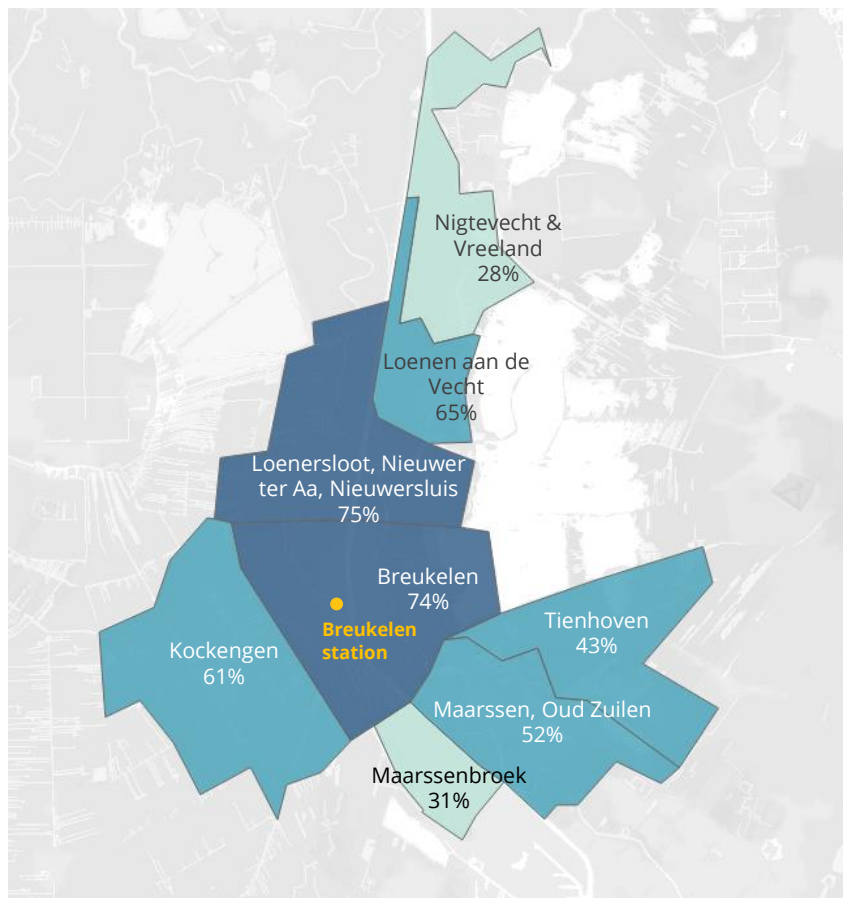 Nigtevecht &
Vreeland
28%
Loenen aan de
Vecht
65%
Loenersloot, Nieuwer
ter Aa, Nieuwersluis
75%
Breukelen
74%
Breukelen
station
Tienhoven
43%
Kockengen
61%
Maarssen, Oud Zuilen
52%
Maarssenbroek
31%